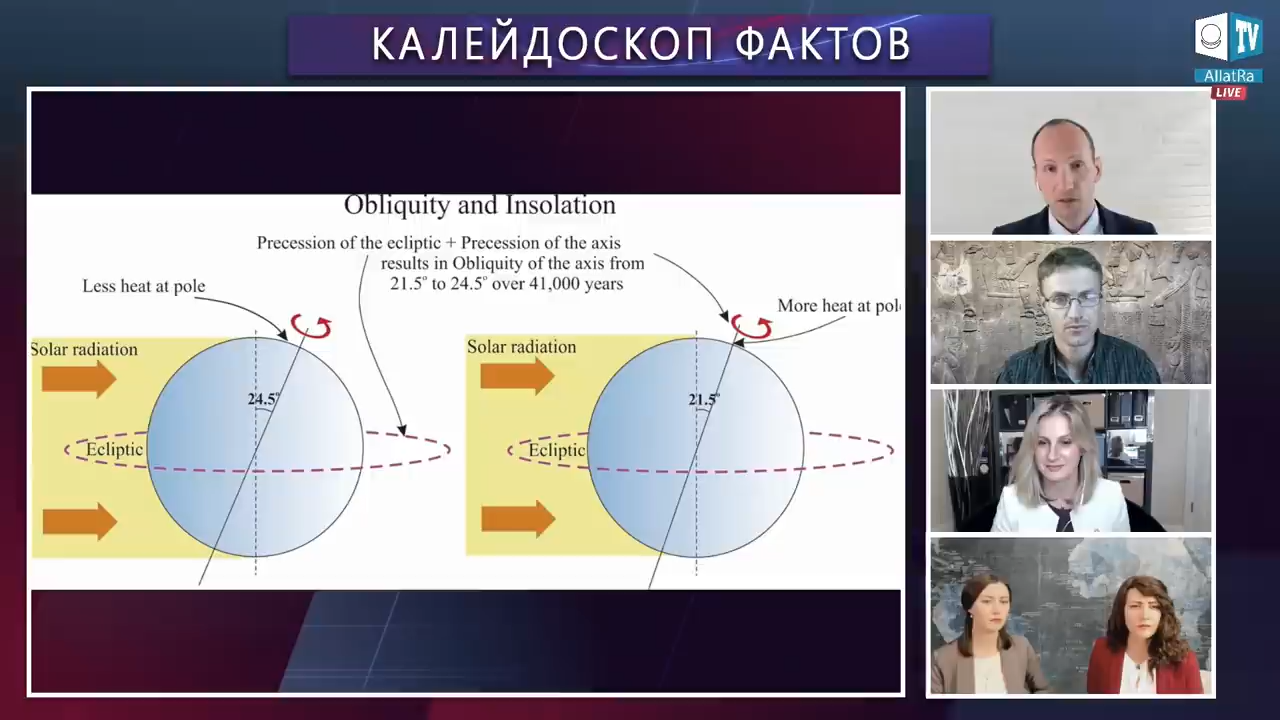 КАЛЕЙДОСКОП ФАКТОВ
TV
AllatRa
LIVE
Obliquity and Insolation
Precession of the ecliptic + Precession of the axis
results in Obliquity of the axis from
21.5° to 24.5° over 41,000 years
Less heat at pole
More heat at pol
Solar radiation
Solar radiation
24.5°
21.5°
Ecliptic
Ecliptic